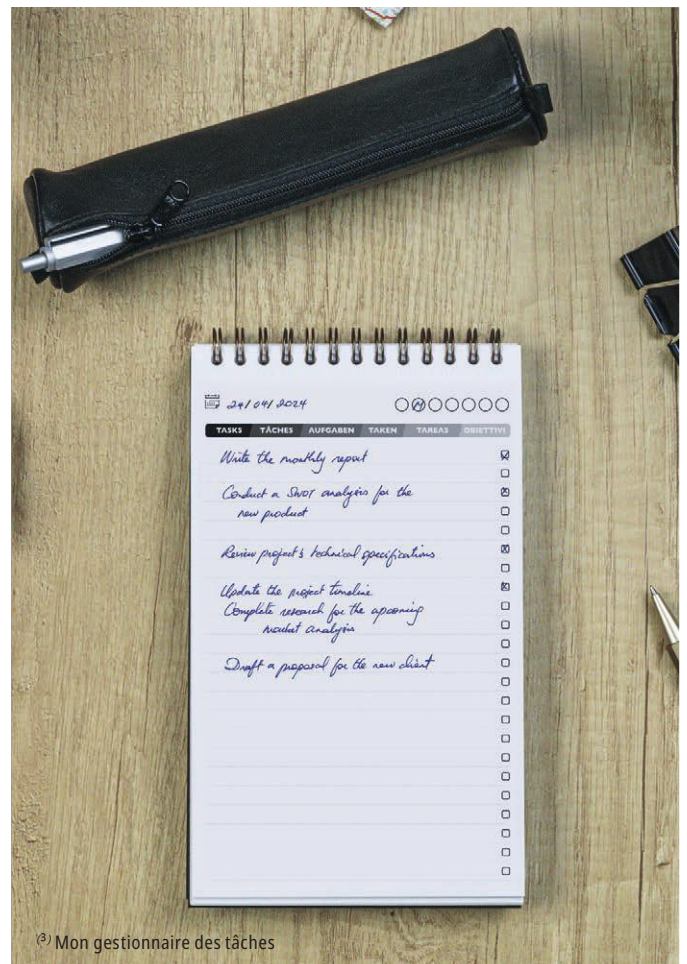 29/04/2024
TASKS TÂCHES AUFGABEN TAKEN TAREAS OBIETTIVI
Write the monthly report
Conduct a SWOT analysis for the
new product
Review project's technical specifications
Update the project timeline
Complete research for the upcoming
market analysis
Draft a proposal for the new client
(3) Mon gestionnaire des tâches